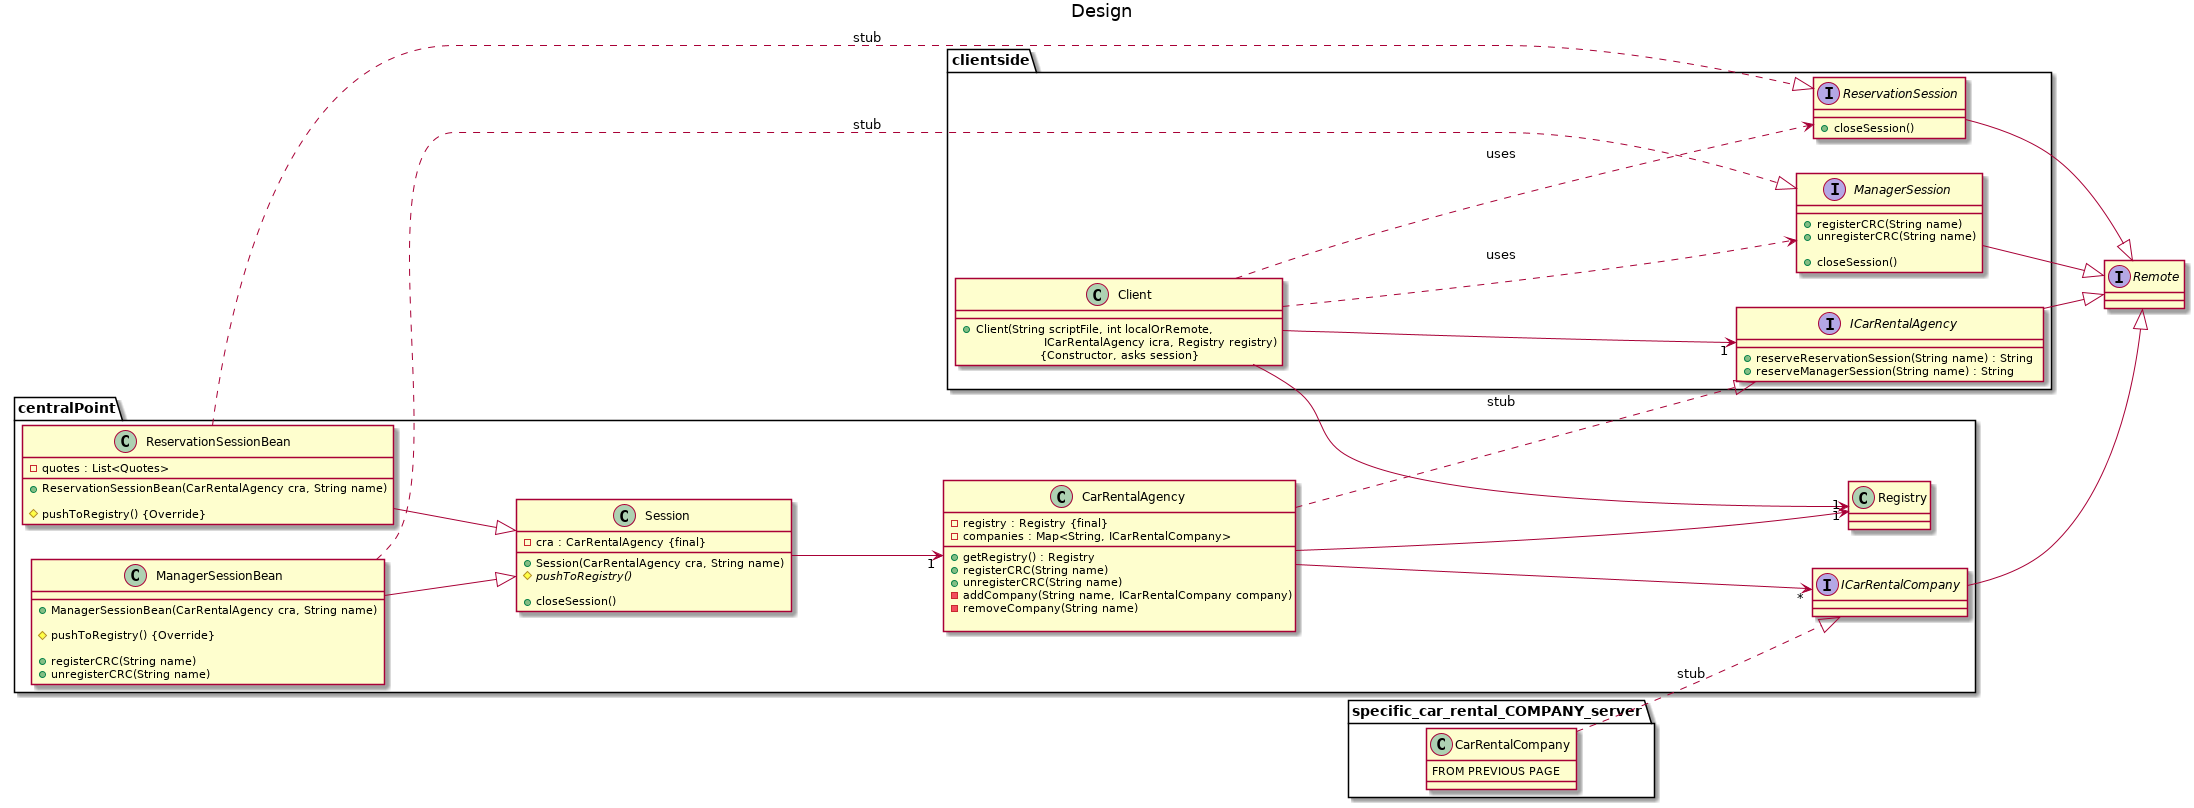 Design
stub
clientside
I ReservationSession
closeSession()
stub
uses
I ManagerSession
registerCRC(String name)
unregisterCRC(String name)
closeSession()
uses
I Remote
C Client
Client(String scriptFile, int localOrRemote,
ICarRentalAgency icra, Registry registry)
{Constructor, asks session}
I ICarRentalAgency
reserveReservationSession(String name) : String
reserveManagerSession(String name) : String
1
stub
centralPoint
C ReservationSessionBean
quotes : List<Quotes>
ReservationSessionBean(CarRentalAgency cra, String name)
pushToRegistry() {Override}
C ManagerSessionBean
ManagerSessionBean(CarRentalAgency cra, String name)
pushToRegistry() {Override}
registerCRC(String name)
unregisterCRC(String name)
C Session
cra : CarRentalAgency {final}
Session(CarRentalAgency cra, String name)
pushToRegistry()
closeSession()
1
C CarRentalAgency
registry : Registry {final}
companies : Map<String, ICarRentalCompany>
getRegistry() : Registry
registerCRC(String name)
unregisterCRC(String name)
addCompany(String name, ICarRentalCompany company)
removeCompany(String name)
C Registry
1
1
I ICarRentalCompany
*
stub
specific_car_rental_COMPANY_server
C CarRentalCompany
FROM PREVIOUS PAGE